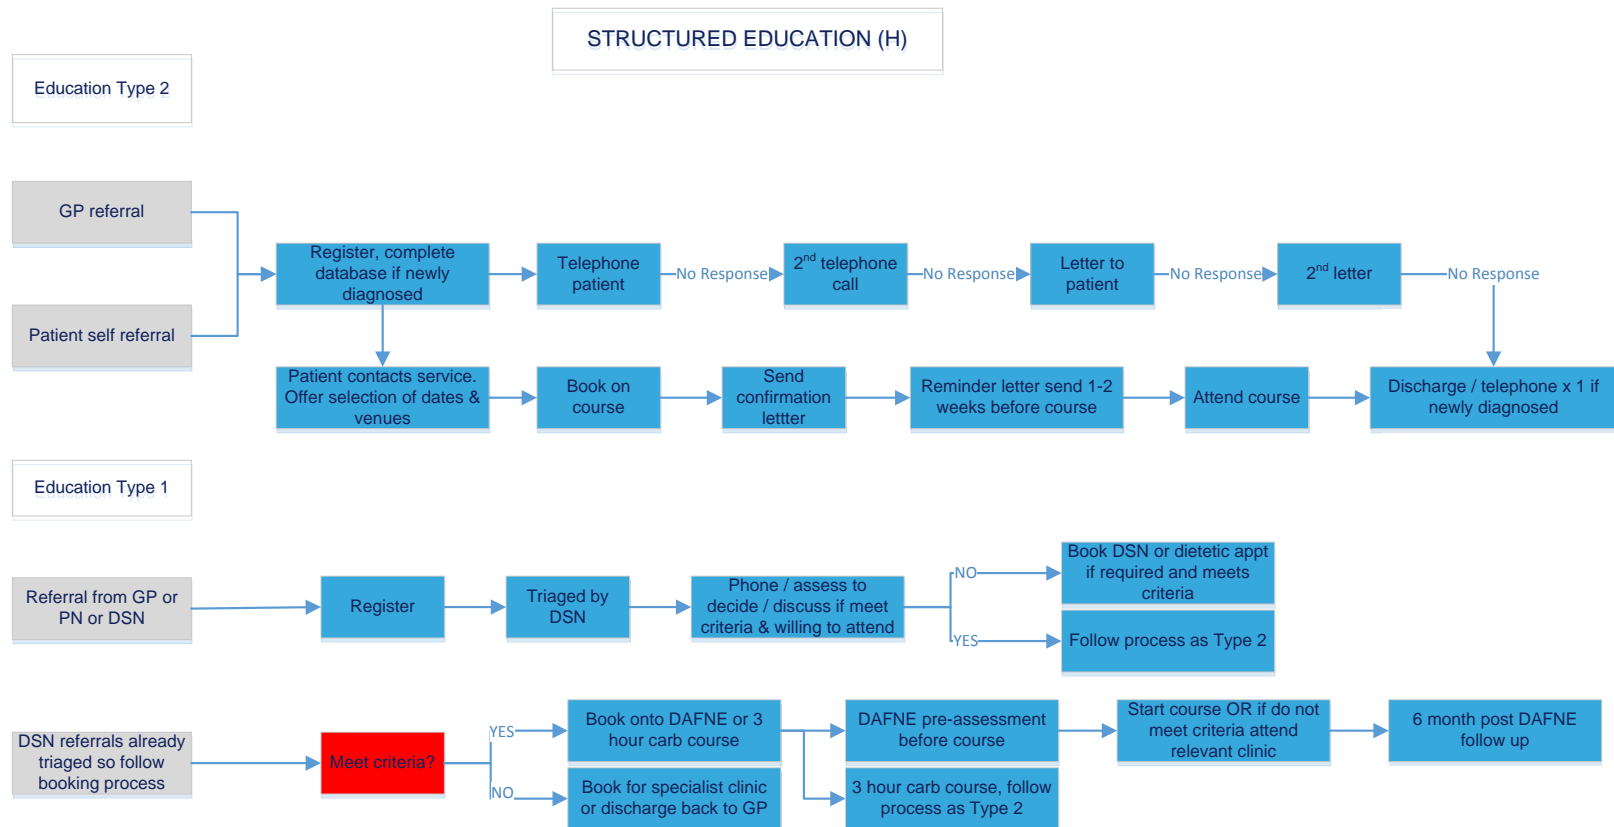 STRUCTURED EDUCATION (H)
Education Type 2
GP referral
Patient self referral
Register, complete
database if newly
diagnosed
Telephone
patient
No Response
2nd telephone
call
No Response
Letter to
patient
No Response
2nd letter
No Response
Patient contacts service.
Offer selection of dates &
venues
Book on
course
Send
confirmation
lettter
Reminder letter send 1-2
weeks before course
Attend course
Discharge / telephone x 1 if
newly diagnosed
Education Type 1
Referral from GP or
PN or DSN
Register
Triaged by
DSN
Phone / assess to
decide / discuss if meet
criteria & willing to attend
NO
Book DSN or dietetic appt
if required and meets
criteria
YES
Follow process as Type 2
DSN referrals already
triaged so follow
booking process
Meet criteria?
YES
Book onto DAFNE or 3
hour carb course
NO
Book for specialist clinic
or discharge back to GP
DAFNE pre-assessment
before course
3 hour carb course, follow
process as Type 2
Start course OR if do not
meet criteria attend
relevant clinic
6 month post DAFNE
follow up